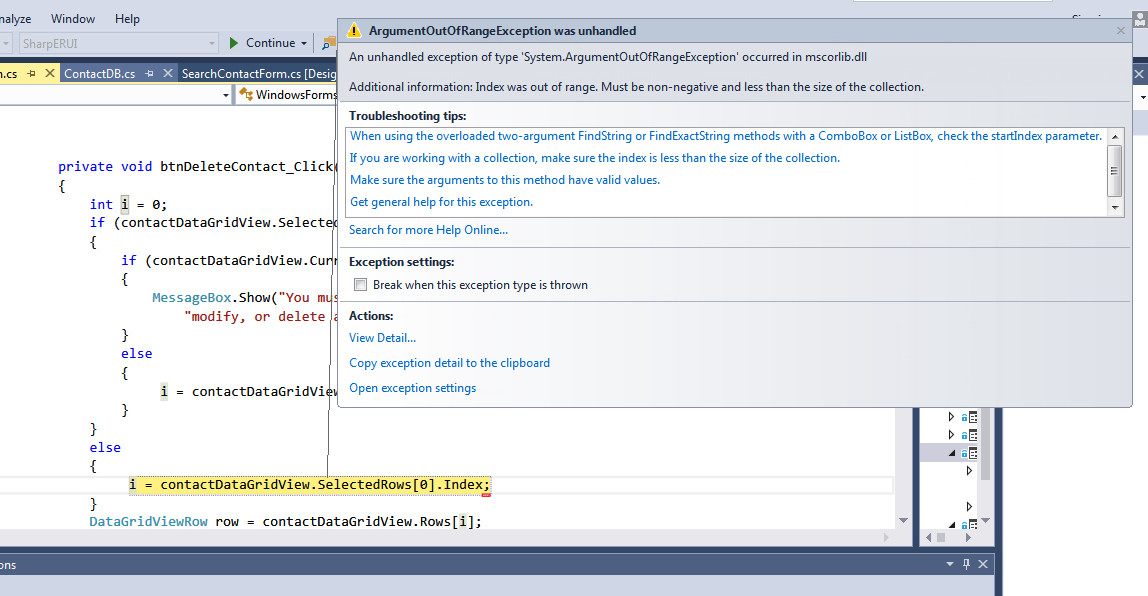 Window Help
SharpERUI
Continue
.cs
ContactDB.cs
SearchContactForm.cs [Desig
WindowsForms
ArgumentOutOfRangeException was unhandled
An unhandled exception of type 'System.ArgumentOutOfRangeException' occurred in mscorlib.dll
Additional information: Index was out of range. Must be non-negative and less than the size of the collection.
Troubleshooting tips:
When using the overloaded two-argument FindString or FindExactString methods with a ComboBox or ListBox, check the startIndex parameter.
If you are working with a collection, make sure the index is less than the size of the collection.
Make sure the arguments to this method have valid values.
Get general help for this exception.
Search for more Help Online...
Exception settings:
Break when this exception type is thrown
Actions:
View Detail...
Copy exception detail to the clipboard
Open exception settings
private void btnDeleteContact_Click(
{
int i = 0;
if (contactDataGridView.Selected
{
if (contactDataGridView.Curr
{
MessageBox.Show("You mus
"modify, or delete a
}
else
{
i = contactDataGridView
}
}
else
{
i = contactDataGridView.SelectedRows[0].Index;
}
DataGridViewRow row = contactDataGridView.Rows[i];
ons